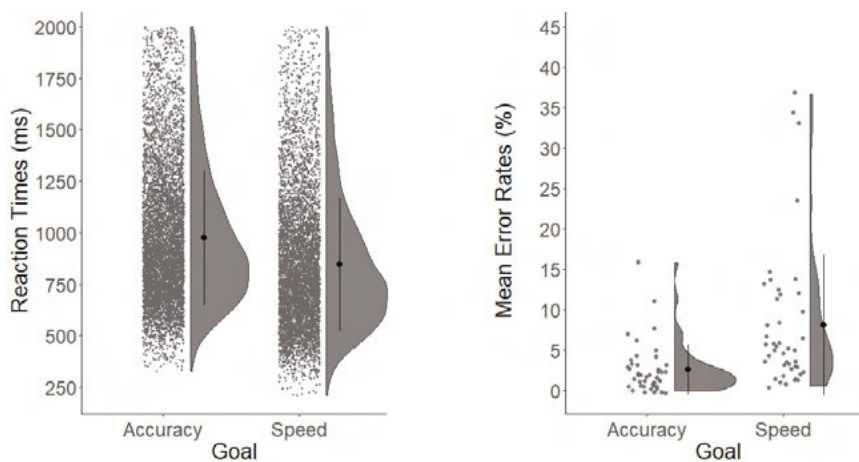 Reaction Times (ms)
2000
1750
1500
1250
1000
750
500
250
Accuracy
Speed
Goal
Mean Error Rates (%)
45
40
35
30
25
20
15
10
5
0
Accuracy
Speed
Goal